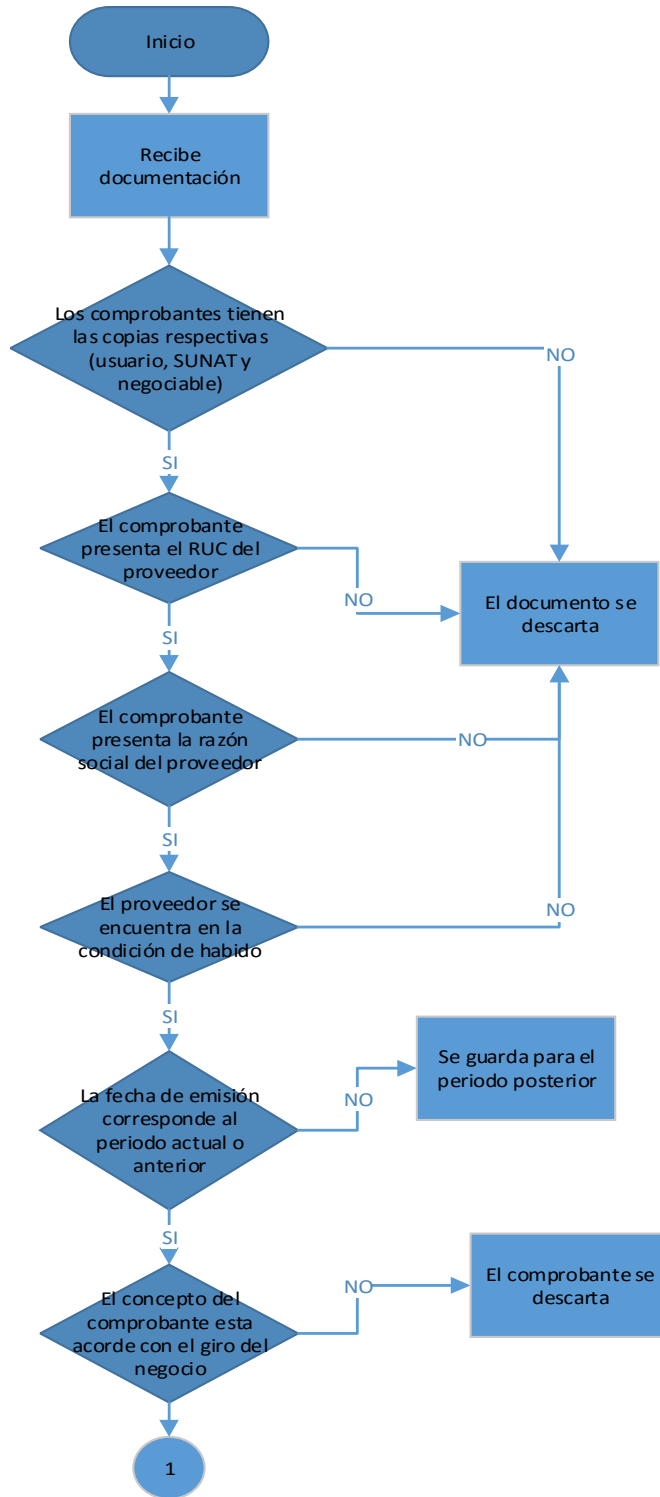 Inicio
Recibe
documentación
Los comprobantes tienen
las copias respectivas
(usuario, SUNAT y
negociable)
NO
SI
El comprobante
presenta el RUC del
proveedor
NO
El documento se
descarta
SI
El comprobante
presenta la razón
social del proveedor
NO
SI
El proveedor se
encuentra en la
condición de habido
NO
SI
La fecha de emisión
corresponde al
periodo actual o
anterior
NO
Se guarda para el
periodo posterior
SI
El concepto del
comprobante esta
acorde con el giro del
negocio
NO
El comprobante se
descarta
1